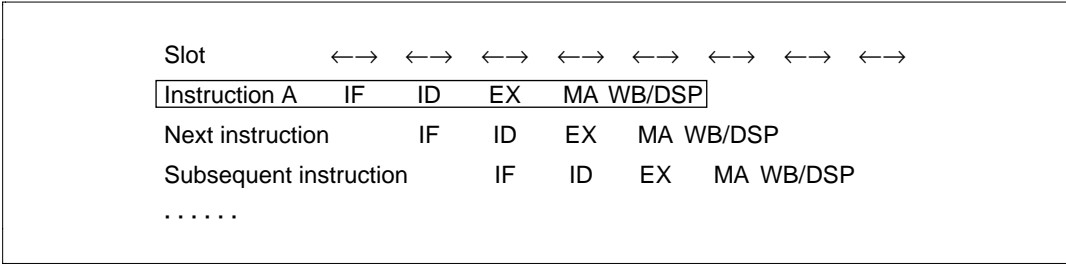 Slot ←→ ←→ ←→ ←→ ←→ ←→ ←→ ←→
Instruction A IF ID EX MA WB/DSP
Next instruction IF ID EX MA WB/DSP
Subsequent instruction IF ID EX MA WB/DSP
. . . . . .